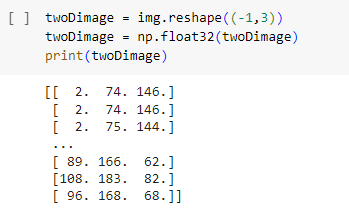 [ ] twoDimage = img.reshape((-1,3))
twoDimage = np.float32(twoDimage)
print(twoDimage)
[[  2.  74. 146.]
 [  2.  74. 146.]
 [  2.  75. 144.]
 ...
 [ 89. 166.  62.]
 [108. 183.  82.]
 [ 96. 168.  68.]]